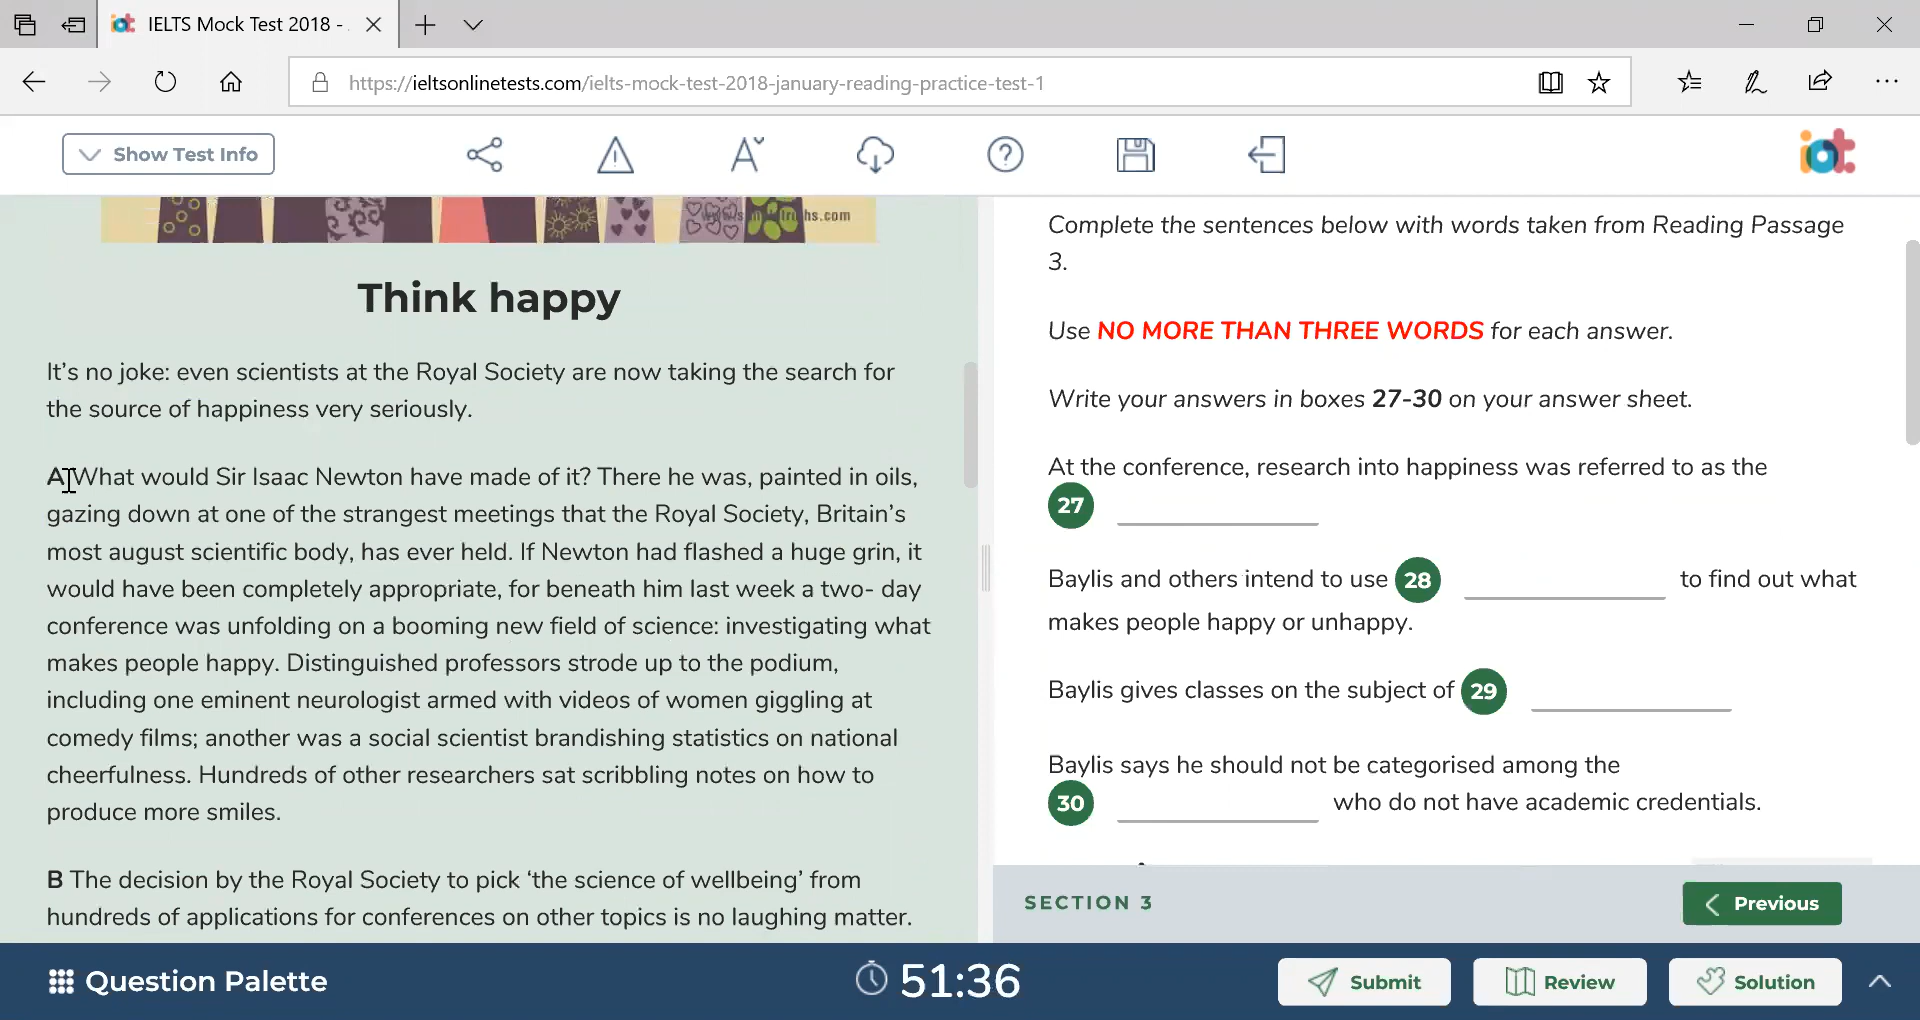 IELTS Mock Test 2018 -
https://ieltsonlinetests.com/ielts-mock-test-2018-january-reading-practice-test-1
Show Test Info
iot
Think happy
It's no joke: even scientists at the Royal Society are now taking the search for
the source of happiness very seriously.
A What would Sir Isaac Newton have made of it? There he was, painted in oils,
gazing down at one of the strangest meetings that the Royal Society, Britain's
most august scientific body, has ever held. If Newton had flashed a huge grin, it
would have been completely appropriate, for beneath him last week a two- day
conference was unfolding on a booming new field of science: investigating what
makes people happy. Distinguished professors strode up to the podium,
including one eminent neurologist armed with videos of women giggling at
comedy films; another was a social scientist brandishing statistics on national
cheerfulness. Hundreds of other researchers sat scribbling notes on how to
produce more smiles.
B The decision by the Royal Society to pick 'the science of wellbeing' from
hundreds of applications for conferences on other topics is no laughing matter.
Complete the sentences below with words taken from Reading Passage
3.
Use NO MORE THAN THREE WORDS for each answer.
Write your answers in boxes 27-30 on your answer sheet.
At the conference, research into happiness was referred to as the
27
Baylis and others intend to use 28 to find out what
makes people happy or unhappy.
Baylis gives classes on the subject of 29
Baylis says he should not be categorised among the
30 who do not have academic credentials.
SECTION 3
Previous
Question Palette
51:36
Submit
Review
Solution